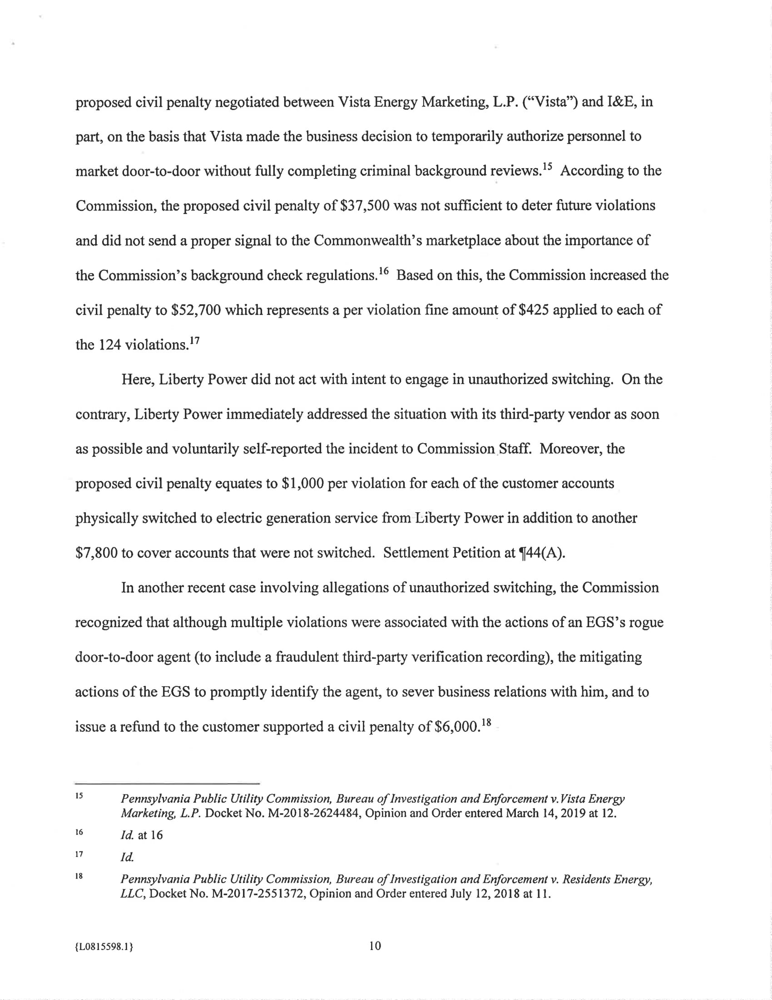 proposed civil penalty negotiated between Vista Energy Marketing, L.P. (“Vista”) and I&E, in
part, on the basis that Vista made the business decision to temporarily authorize personnel to
market door-to-door without fully completing criminal background reviews.15 According to the
Commission, the proposed civil penalty of $37,500 was not sufficient to deter future violations
and did not send a proper signal to the Commonwealth’s marketplace about the importance of
the Commission’s background check regulations.16 Based on this, the Commission increased the
civil penalty to $52,700 which represents a per violation fine amount of $425 applied to each of
the 124 violations.17
Here, Liberty Power did not act with intent to engage in unauthorized switching. On the
contrary, Liberty Power immediately addressed the situation with its third-party vendor as soon
as possible and voluntarily self-reported the incident to Commission Staff. Moreover, the
proposed civil penalty equates to $1,000 per violation for each of the customer accounts
physically switched to electric generation service from Liberty Power in addition to another
$7,800 to cover accounts that were not switched. Settlement Petition at ¶44(A).
In another recent case involving allegations of unauthorized switching, the Commission
recognized that although multiple violations were associated with the actions of an EGS’s rogue
door-to-door agent (to include a fraudulent third-party verification recording), the mitigating
actions of the EGS to promptly identify the agent, to sever business relations with him, and to
issue a refund to the customer supported a civil penalty of $6,000.18
15 Pennsylvania Public Utility Commission, Bureau of Investigation and Enforcement v. Vista Energy
Marketing, L.P. Docket No. M-2018-2624484, Opinion and Order entered March 14, 2019 at 12.
16 Id. at 16
17 Id.
18 Pennsylvania Public Utility Commission, Bureau of Investigation and Enforcement v. Residents Energy,
LLC, Docket No. M-2017-2551372, Opinion and Order entered July 12, 2018 at 11.
{L0815598.1} 10